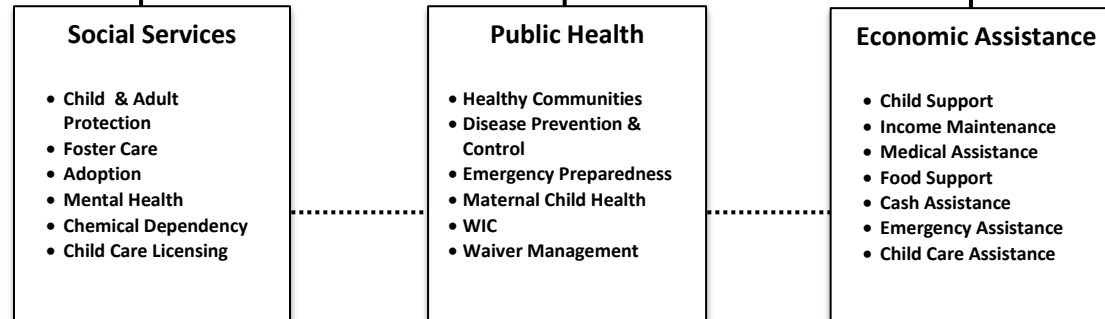 Social Services
• Child & Adult
Protection
• Foster Care
• Adoption
• Mental Health
• Chemical Dependency
• Child Care Licensing
Public Health
• Healthy Communities
• Disease Prevention &
Control
• Emergency Preparedness
• Maternal Child Health
• WIC
• Waiver Management
Economic Assistance
• Child Support
• Income Maintenance
• Medical Assistance
• Food Support
• Cash Assistance
• Emergency Assistance
• Child Care Assistance